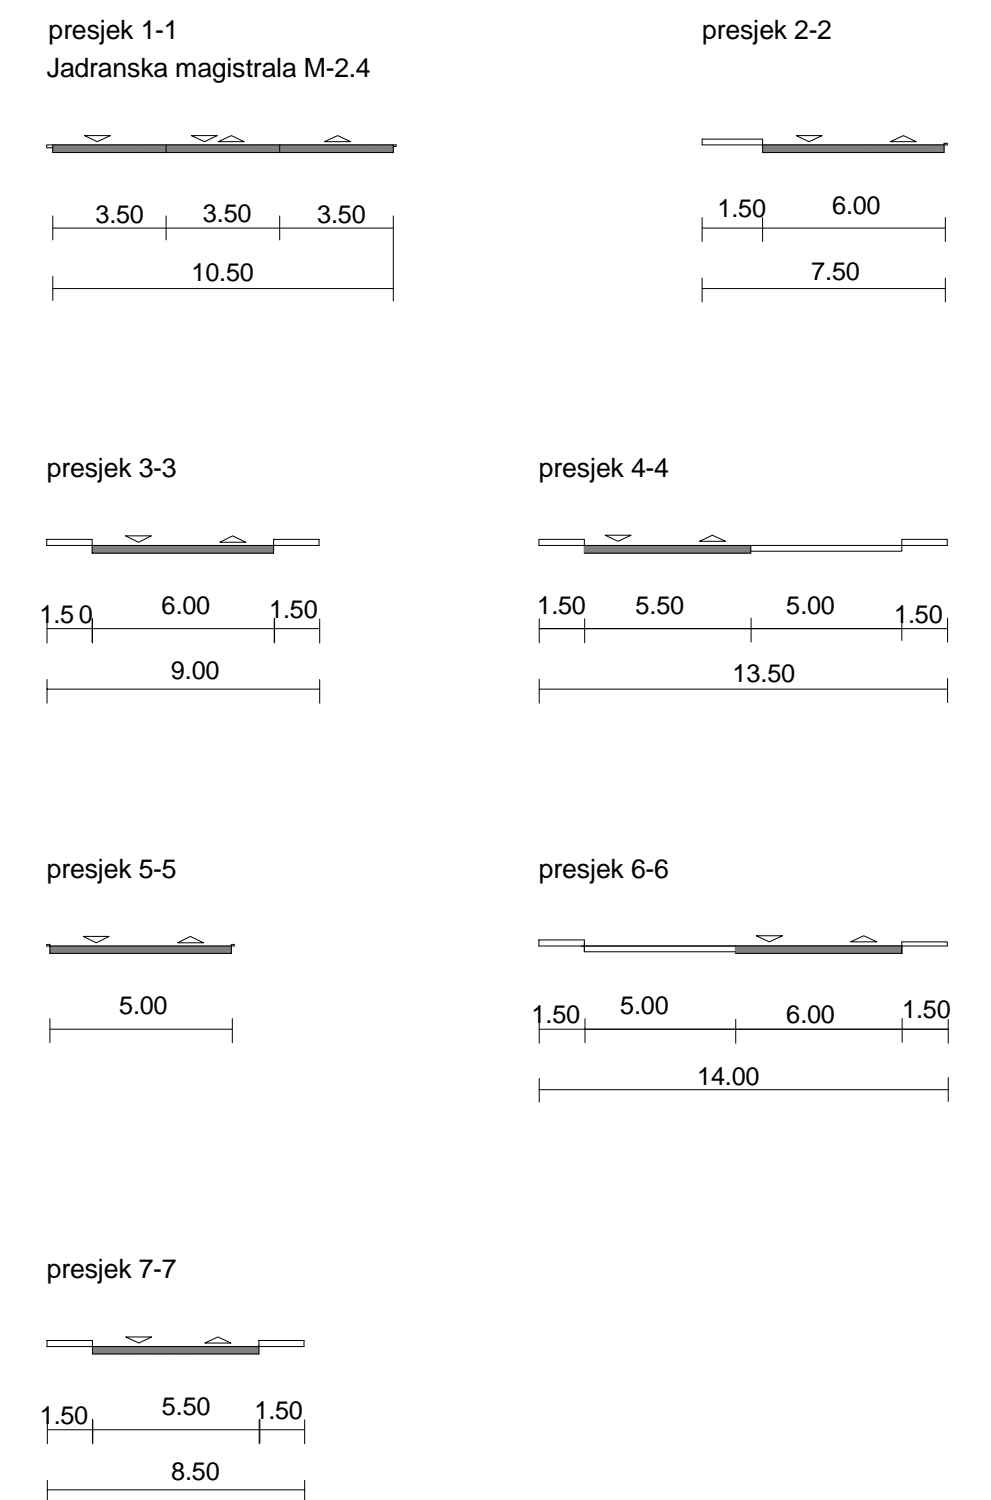 presjek 1-1
Jadranska magistrala M-2.4
3.50 3.50 3.50
10.50
presjek 2-2
1.50 6.00
7.50
presjek 3-3
1.5 0 6.00 1.50
9.00
presjek 4-4
1.50 5.50 5.00 1.50
13.50
presjek 5-5
5.00
presjek 6-6
1.50 5.00 6.00 1.50
14.00
presjek 7-7
1.50 5.50 1.50
8.50